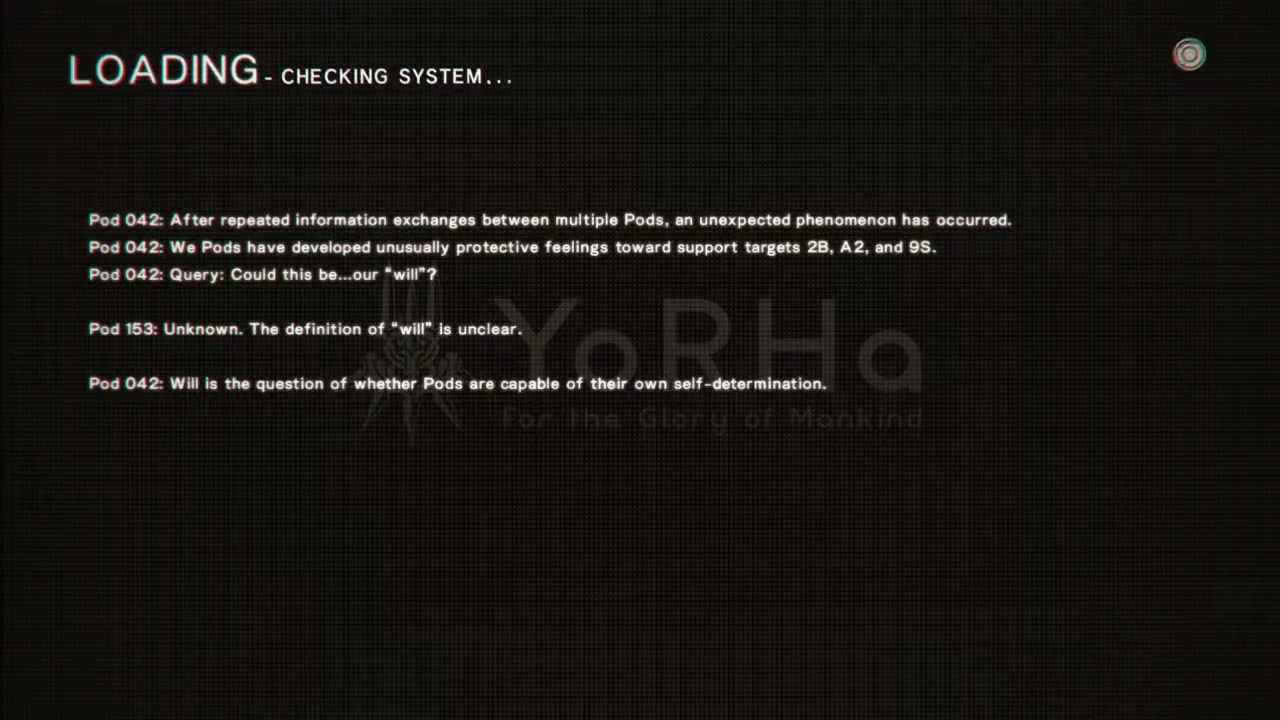 LOADING - CHECKING SYSTEM...
Pod 042: After repeated information exchanges between multiple Pods, an unexpected phenomenon has occurred.
Pod 042: We Pods have developed unusually protective feelings toward support targets 2B, A2, and 9S.
Pod 042: Query: Could this be...our “will”?
Pod 153: Unknown. The definition of “will” is unclear.
YoRHa
Pod 042: Will is the question of whether Pods are capable of their own self-determination.
For the Glory of Mankind